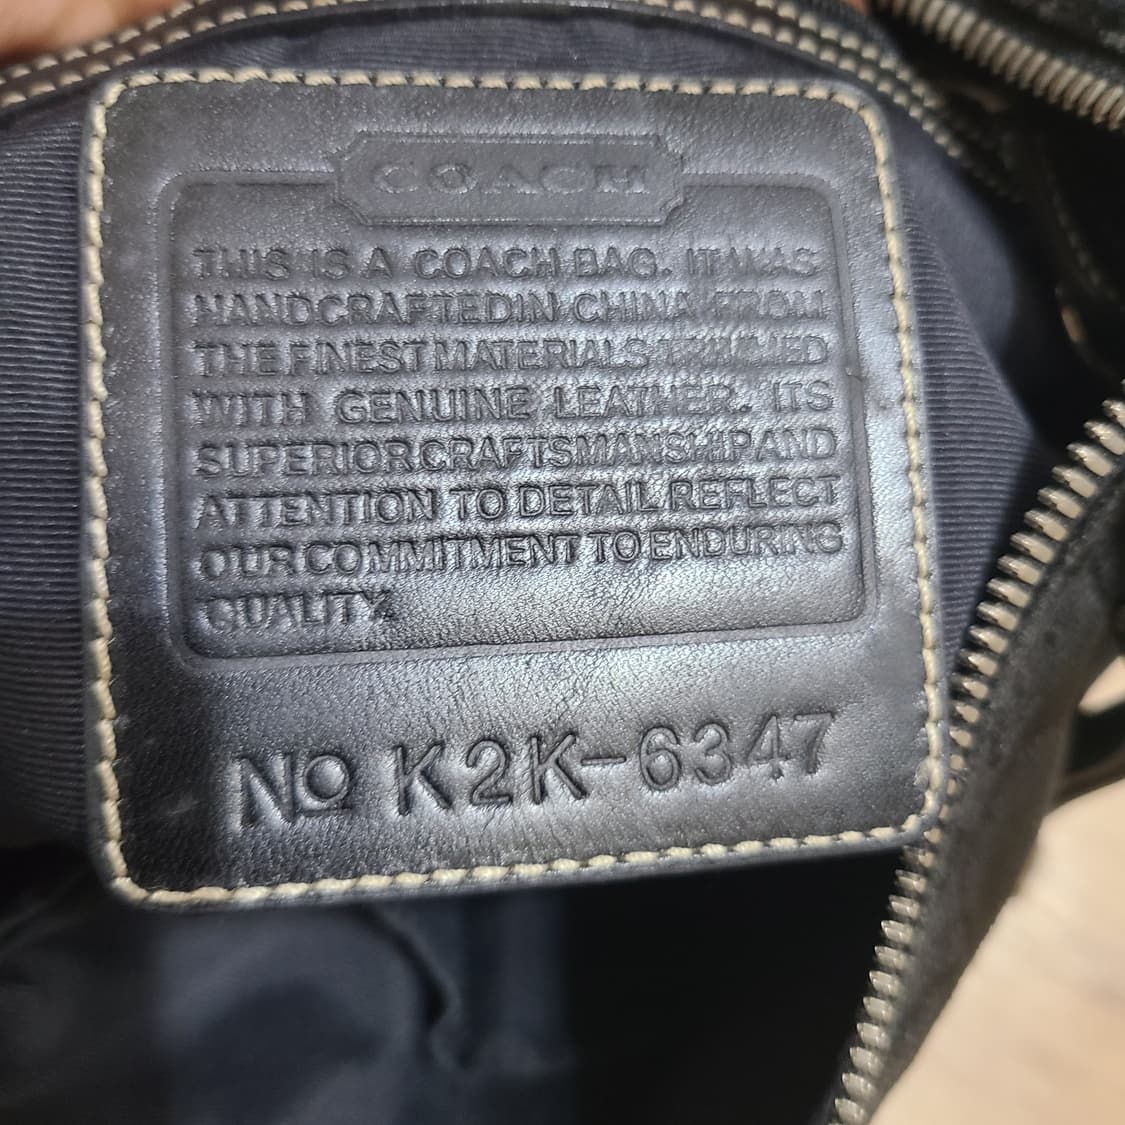 COACH
THIS IS A COACH BAG. IT WAS
HANDCRAFTED IN CHINA FROM
THE FINEST MATERIALS TRIMMED
WITH GENUINE LEATHER. ITS
SUPERIOR CRAFTSMANSHIP AND
ATTENTION TO DETAIL REFLECT
OUR COMMITMENT TO ENDURING
QUALITY.
No K2K-6347